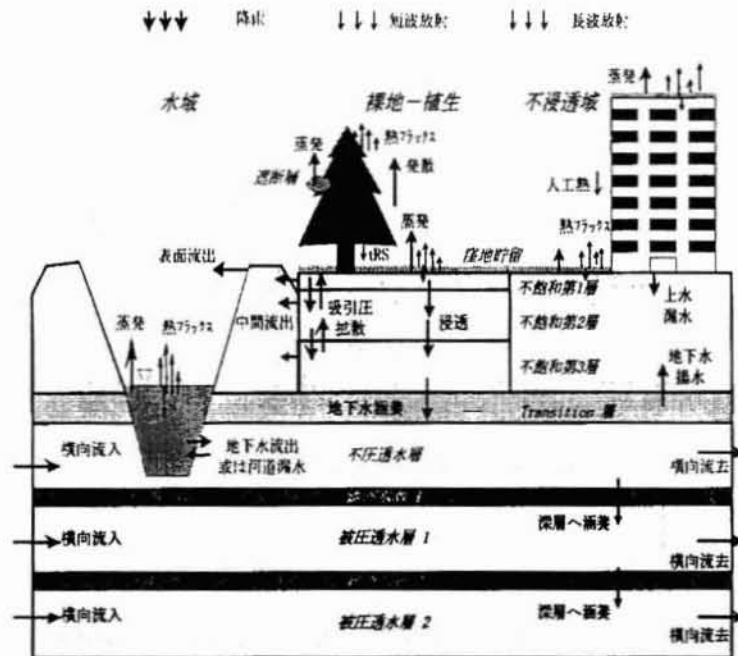 降雨 短波放射 長波放射
水域 裸地－植生 不浸透域
蒸発
蒸発 熱フラックス
遮断層 発散
人工熱
蒸発 熱フラックス
表面流出 tRS 窪地貯留
不飽和第1層
上水
漏水
吸引圧
拡散
中間流出 浸透 不飽和第2層
蒸発 熱フラックス
不飽和第3層 地下水
揚水
地下水涵養 Transition 層
横向流入 地下水流出
或は河道漏水
不圧透水層 横向流去
深層へ涵養
横向流入 被圧透水層 1 横向流去
深層へ涵養
横向流入 被圧透水層 2 横向流去